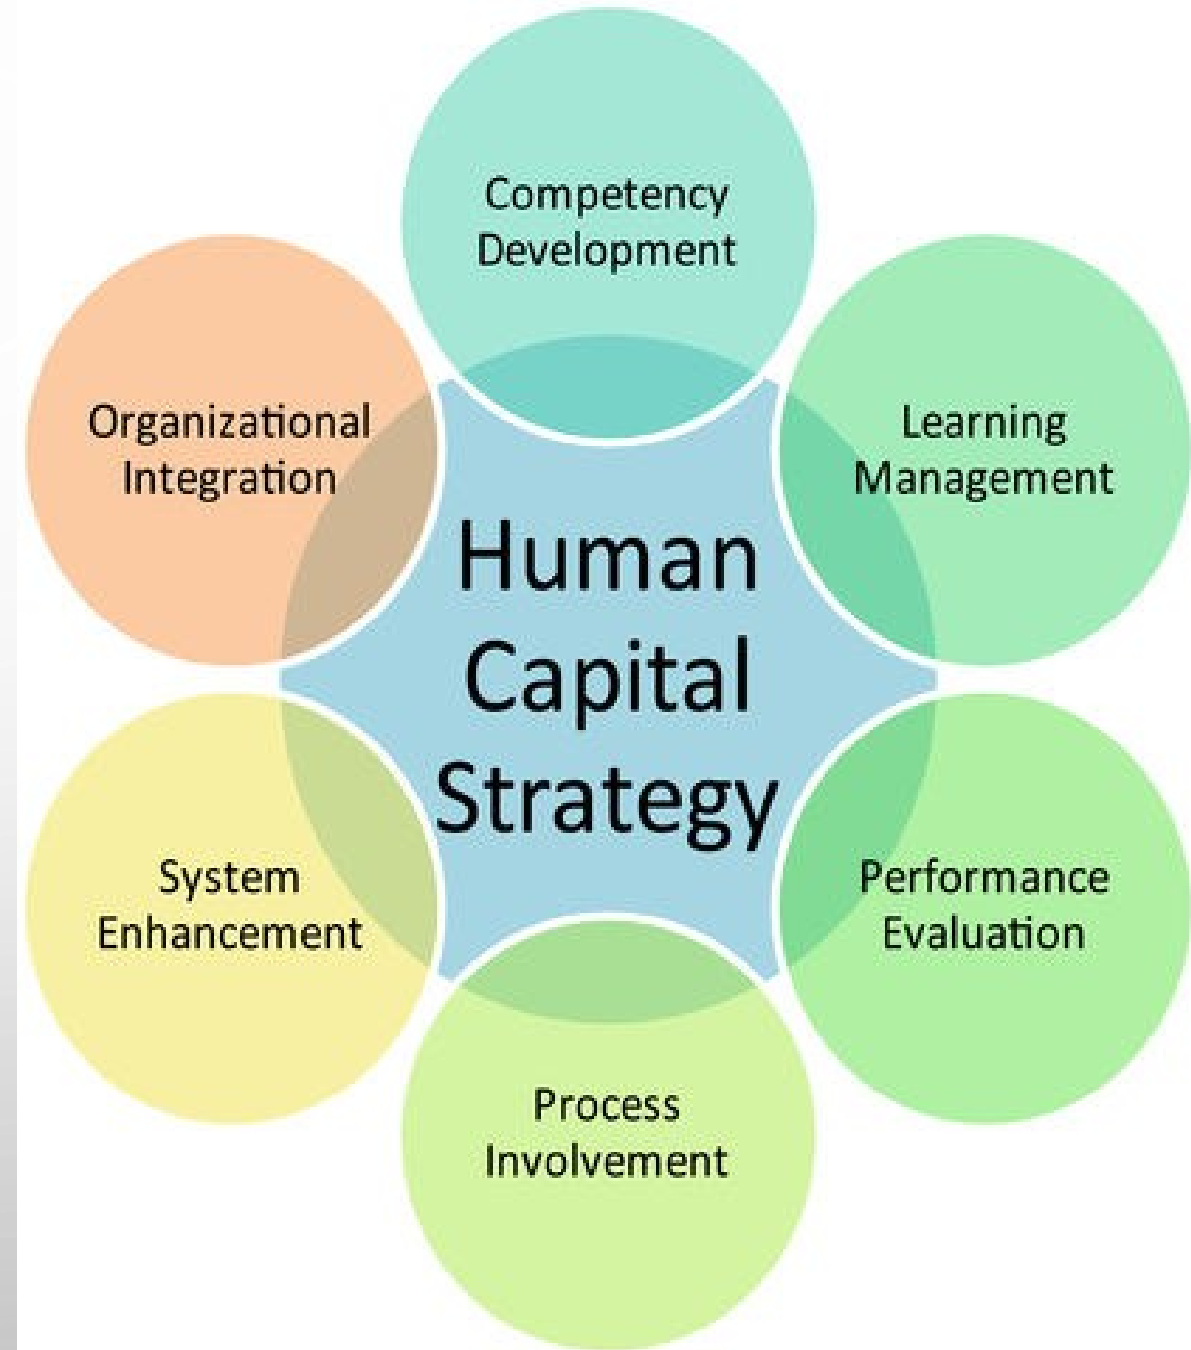 Competency
Development
Learning
Management
Performance
Evaluation
Process
Involvement
System
Enhancement
Organizational
Integration
Human
Capital
Strategy